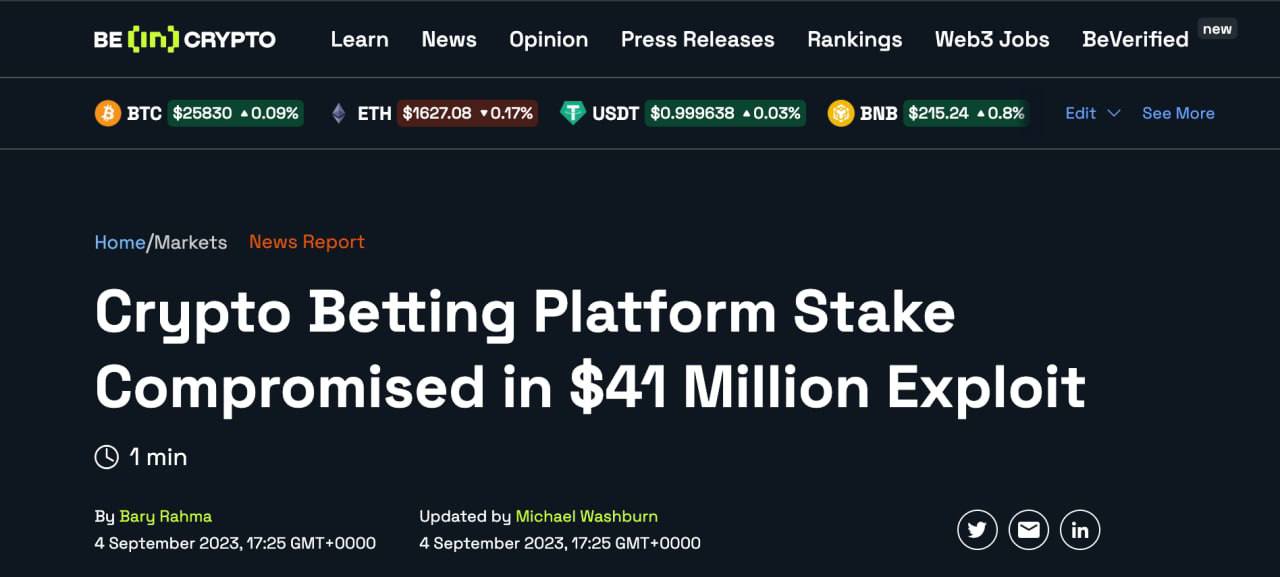 BE [in] CRYPTO Learn News Opinion Press Releases Rankings Web3 Jobs BeVerified new
BTC $25830 ▲0.09% ETH $1627.08 ▼0.17% USDT $0.999638 ▲0.03% BNB $215.24 ▲0.8% Edit See More
Home/Markets News Report
Crypto Betting Platform Stake
Compromised in $41 Million Exploit
1 min
By Bary Rahma Updated by Michael Washburn
4 September 2023, 17:25 GMT+0000 4 September 2023, 17:25 GMT+0000